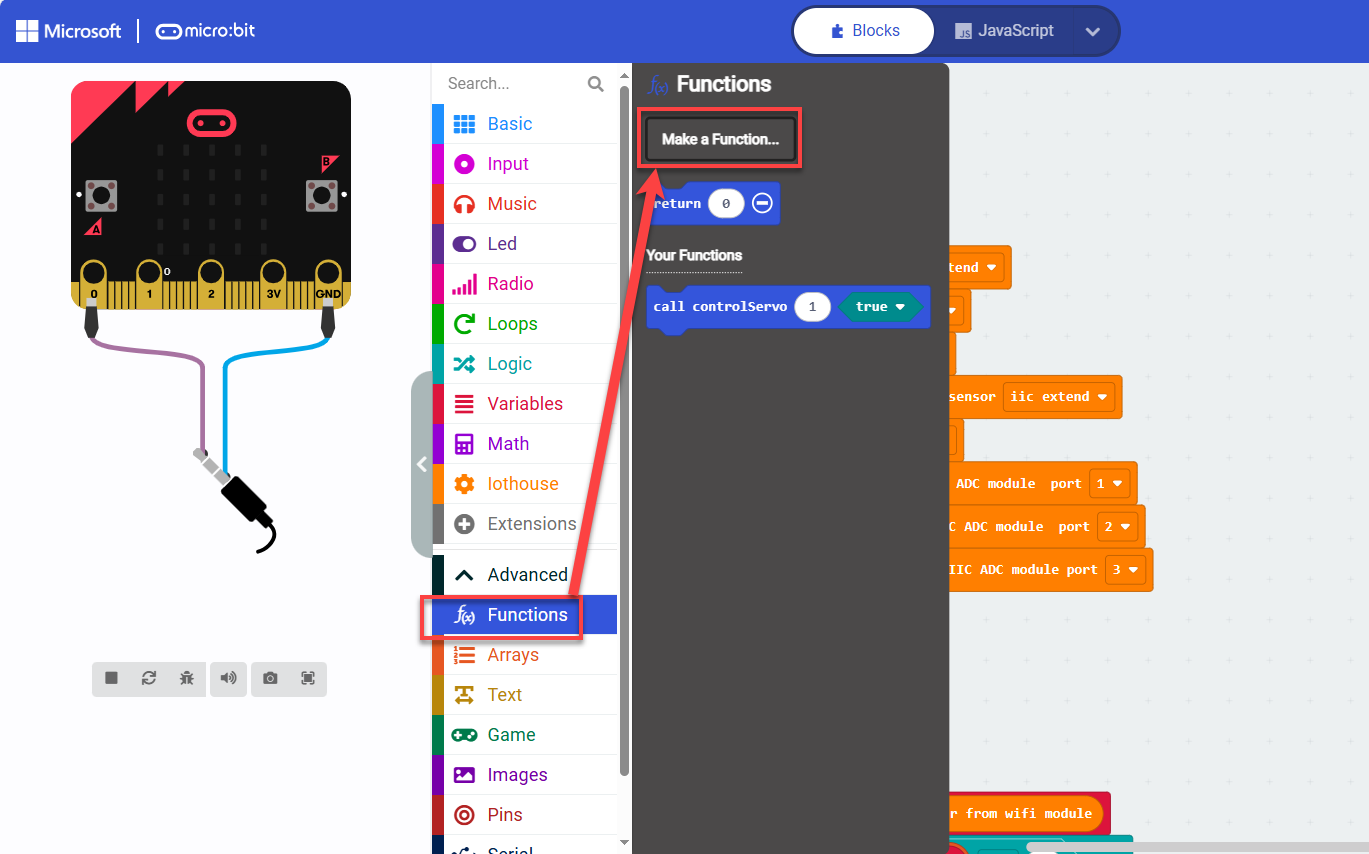 Microsoft
micro:bit
Blocks
JavaScript
Search...
Basic
Input
Music
Led
Radio
Loops
Logic
Variables
Math
Iothouse
Extensions
Advanced
Functions
Arrays
Text
Game
Images
Pins
Serial
Functions
Make a Function...
return 0
Your Functions
call controlServo 1 true
A
B
0
0
1
2
3V
GND
tend
sensor iic extend
ADC module port 1
C ADC module port 2
IIC ADC module port 3
r from wifi module